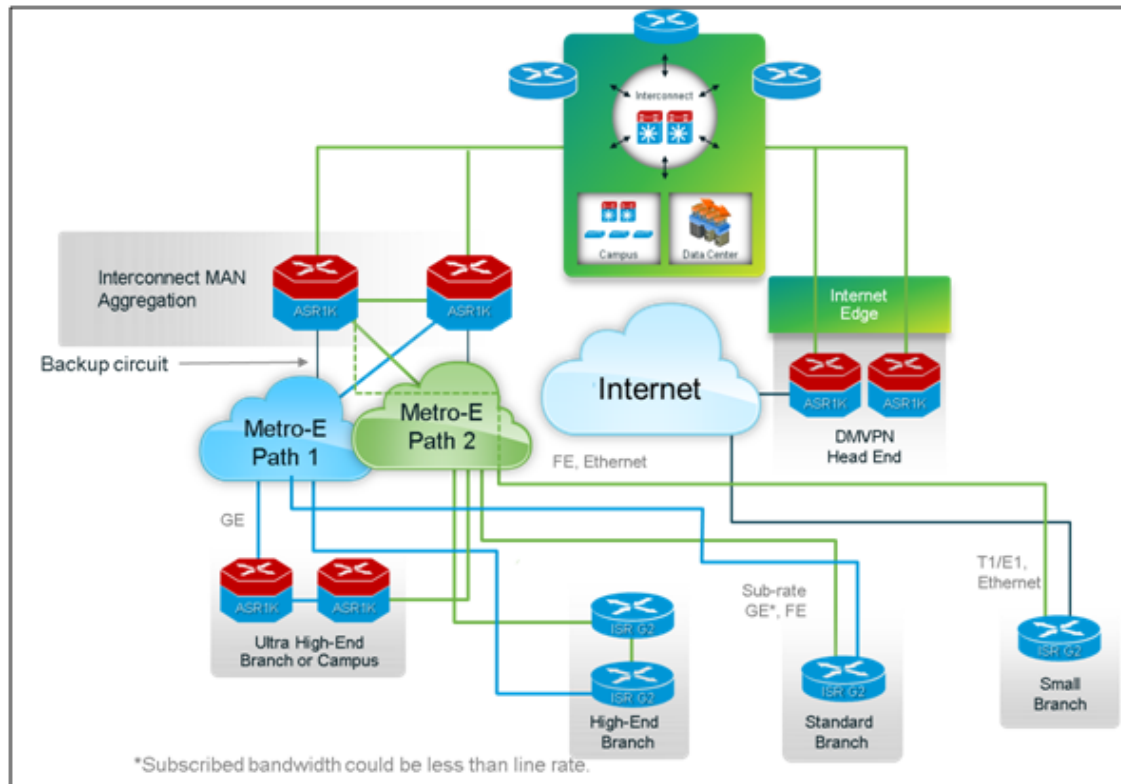 Interconnect
Campus
Data Center
Interconnect MAN
Aggregation
ASR1K
ASR1K
Internet
Edge
Backup circuit
Internet
ASR1K
ASR1K
DMVPN
Head End
Metro-E
Path 1
Metro-E
Path 2
FE, Ethernet
GE
T1/E1,
Ethernet
Sub-rate
GE*, FE
ASR1K
ASR1K
Ultra High-End
Branch or Campus
ISR G2
ISR G2
High-End
Branch
ISR G2
Standard
Branch
ISR G2
Small
Branch
*Subscribed bandwidth could be less than line rate.